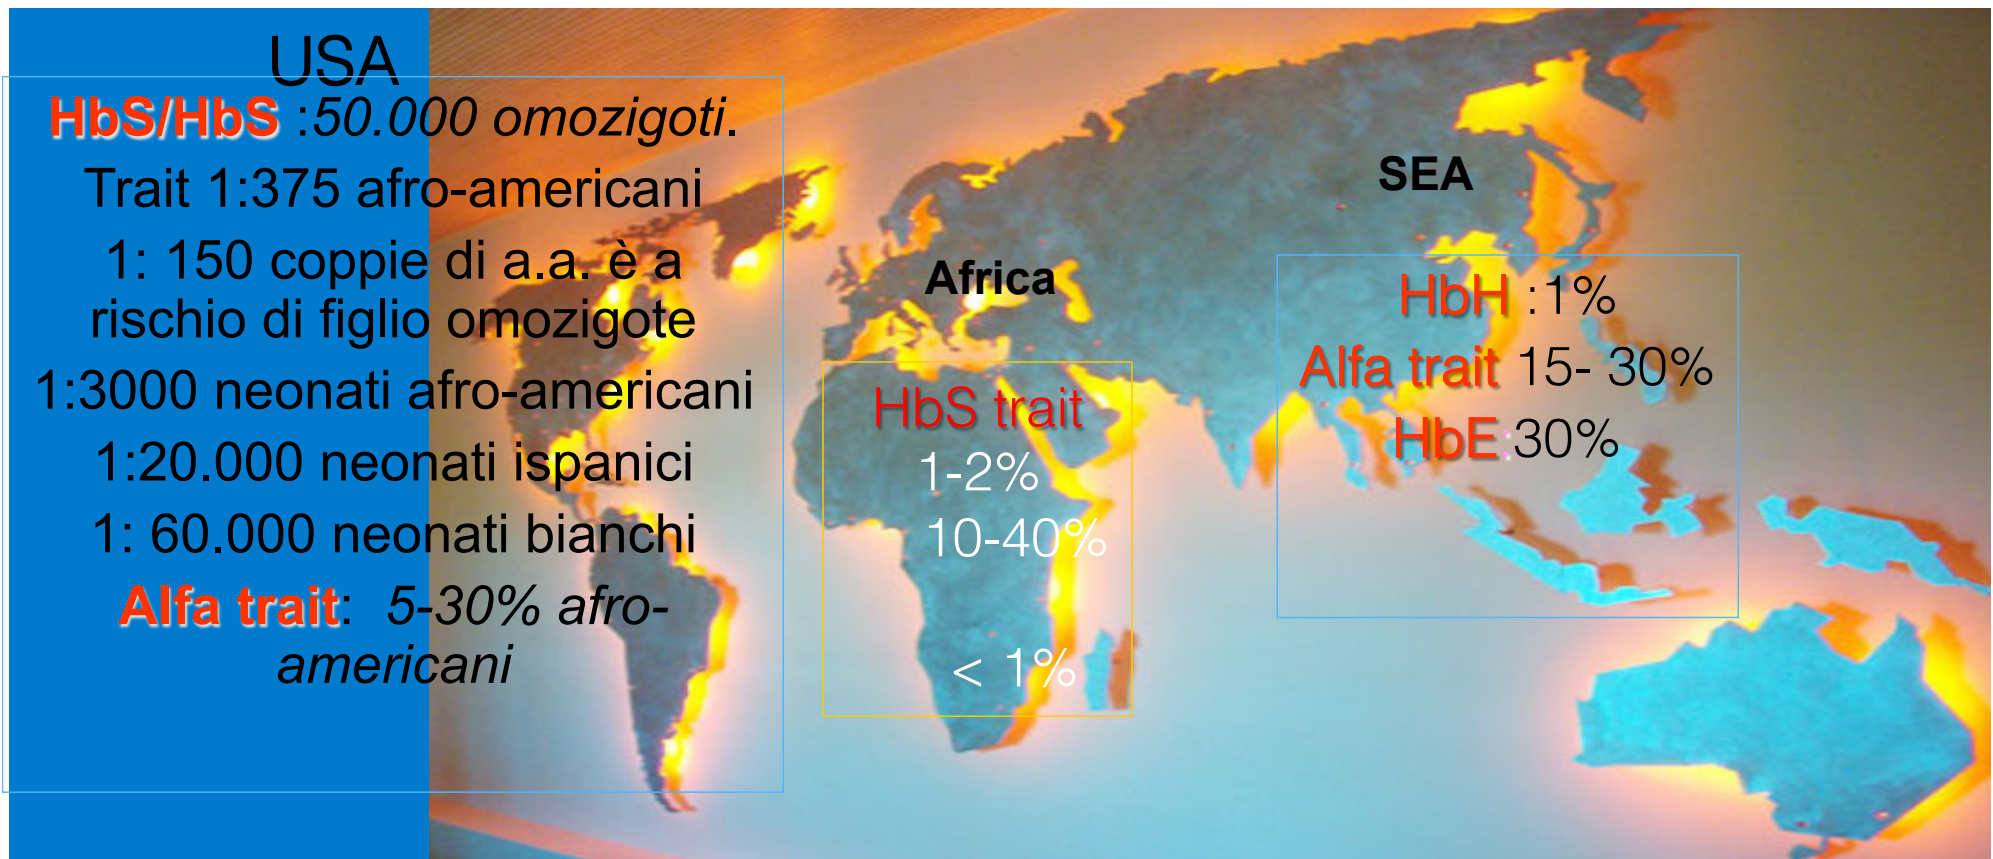 USA
HbS/HbS :50.000 omozigoti.
Trait 1:375 afro-americani
1: 150 coppie di a.a. è a
rischio di figlio omozigote
1:3000 neonati afro-americani
1:20.000 neonati ispanici
1: 60.000 neonati bianchi
Alfa trait: 5-30% afro-
americani
Africa
HbS trait
1-2%
10-40%
< 1%
SEA
HbH :1%
Alfa trait 15- 30%
HbE:30%